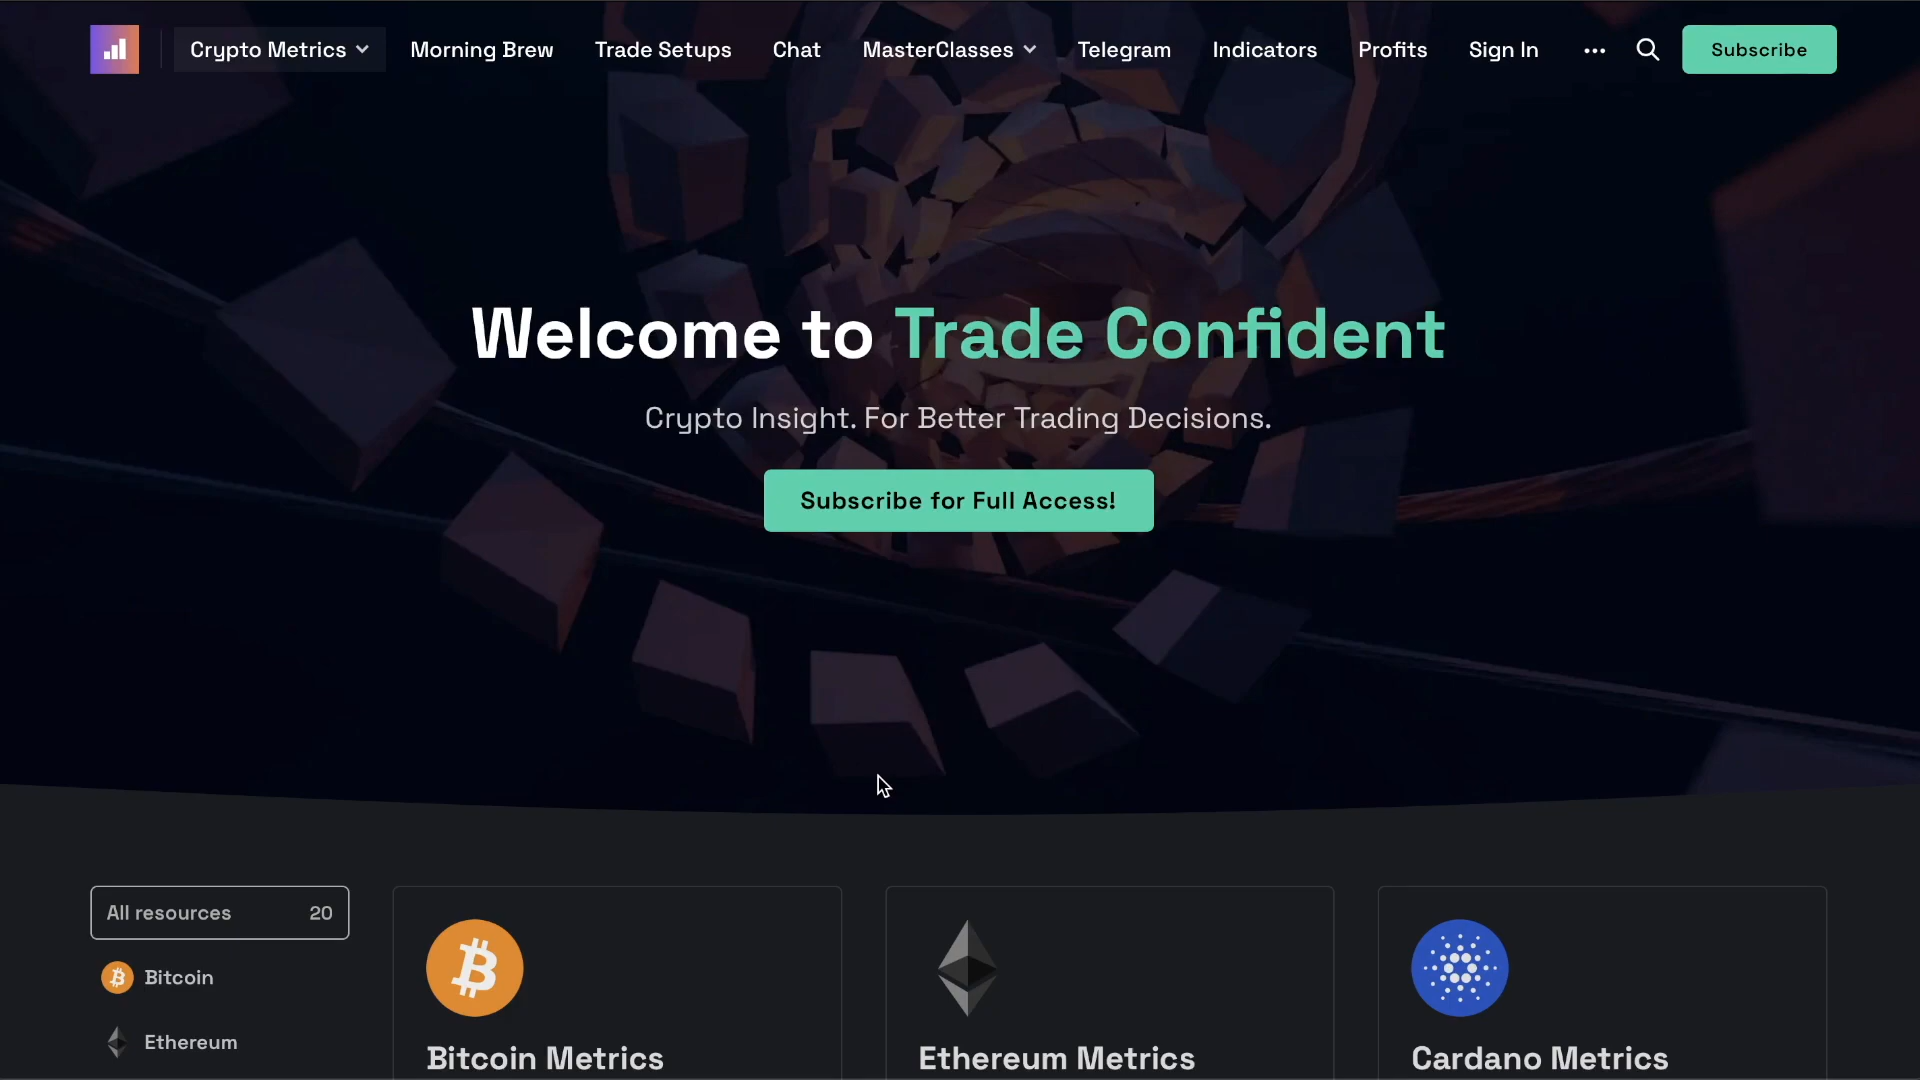 Crypto Metrics Morning Brew Trade Setups Chat MasterClasses Telegram Indicators Profits Sign In Subscribe
Welcome to Trade Confident
Crypto Insight. For Better Trading Decisions.
Subscribe for Full Access!
All resources 20
Bitcoin
Ethereum
Bitcoin Metrics
Ethereum Metrics
Cardano Metrics